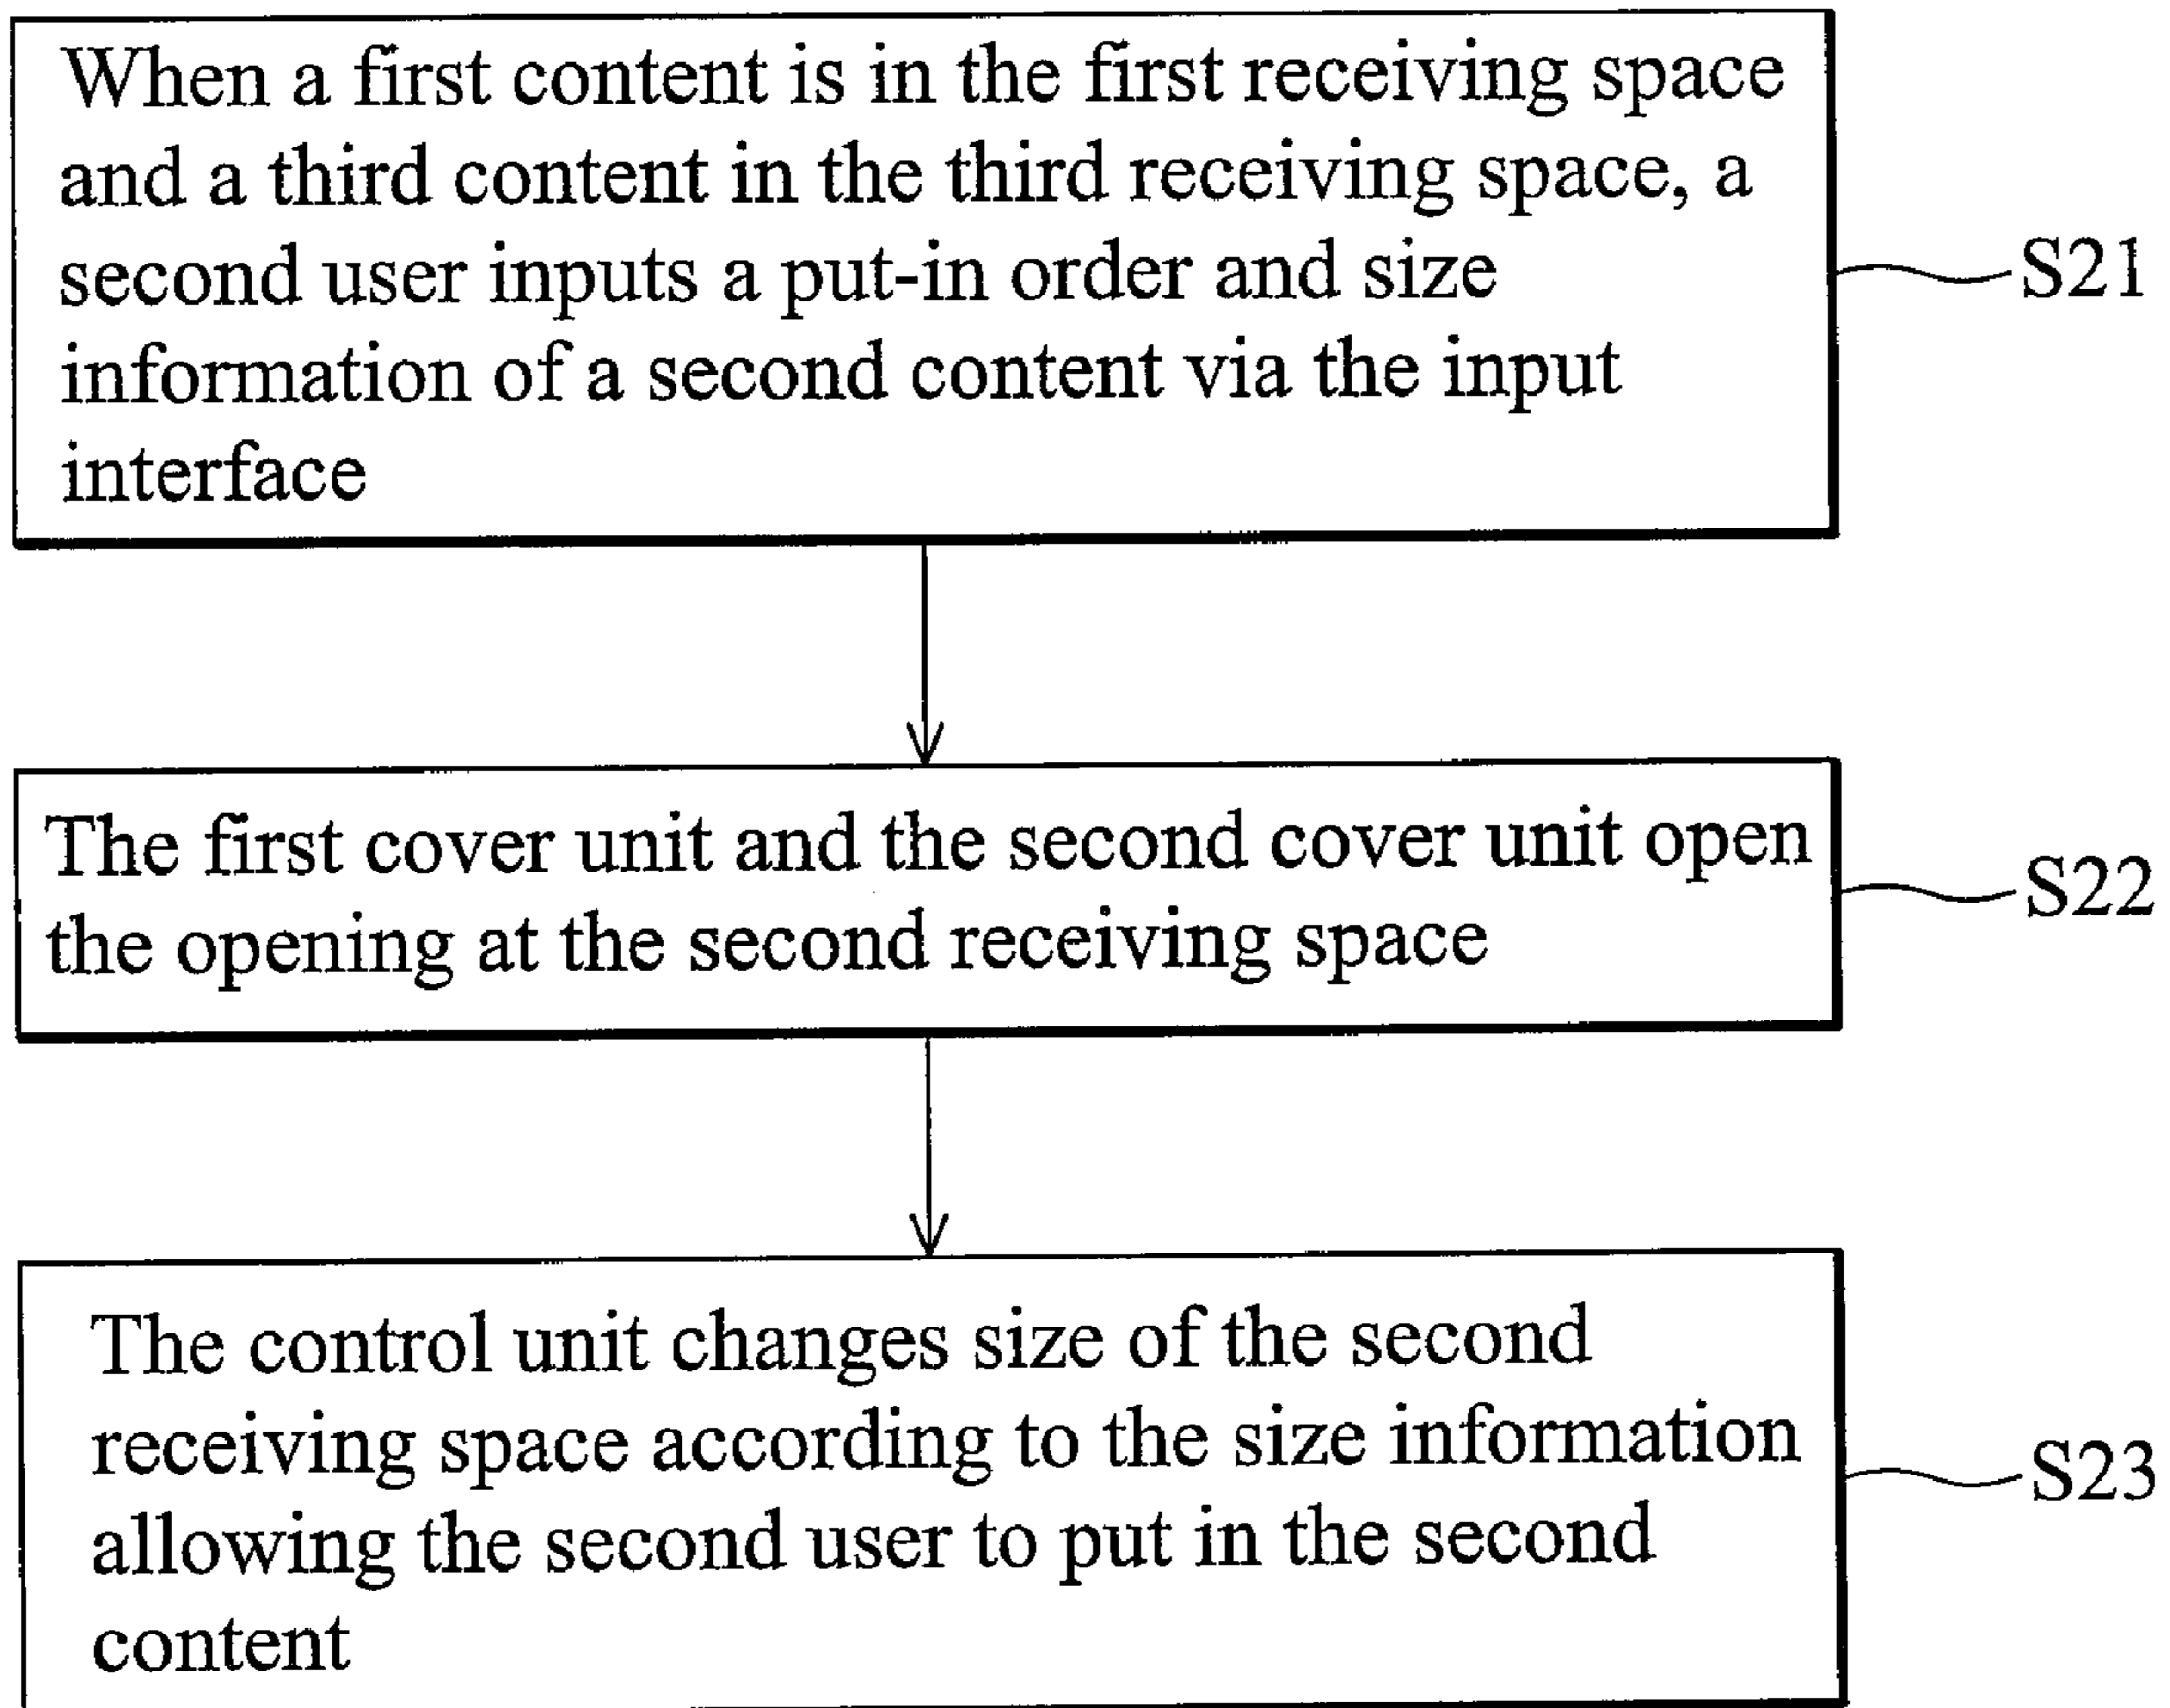 When a first content is in the first receiving space
and a third content in the third receiving space, a
second user inputs a put-in order and size
information of a second content via the input
interface
S21
The first cover unit and the second cover unit open
the opening at the second receiving space
S22
The control unit changes size of the second
receiving space according to the size information
allowing the second user to put in the second
content
S23